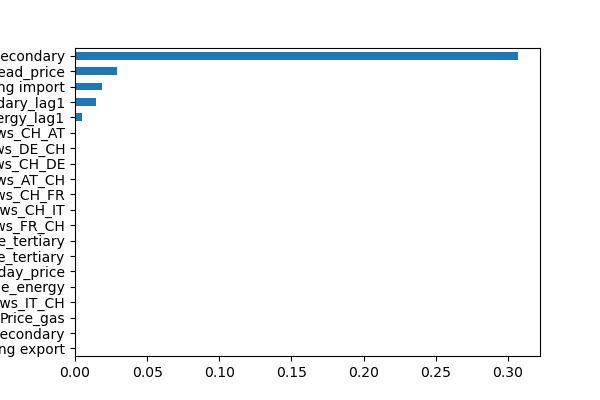 econdary
ead_price
ng import
dary_lag1
ergy_lag1
ws_CH_AT
ws_DE_CH
ws_CH_DE
ws_AT_CH
ws_CH_FR
ws_CH_IT
ws_FR_CH
e_tertiary
e_tertiary
day_price
e_energy
ws_IT_CH
Price_gas
econdary
ng export
0.00 0.05 0.10 0.15 0.20 0.25 0.30